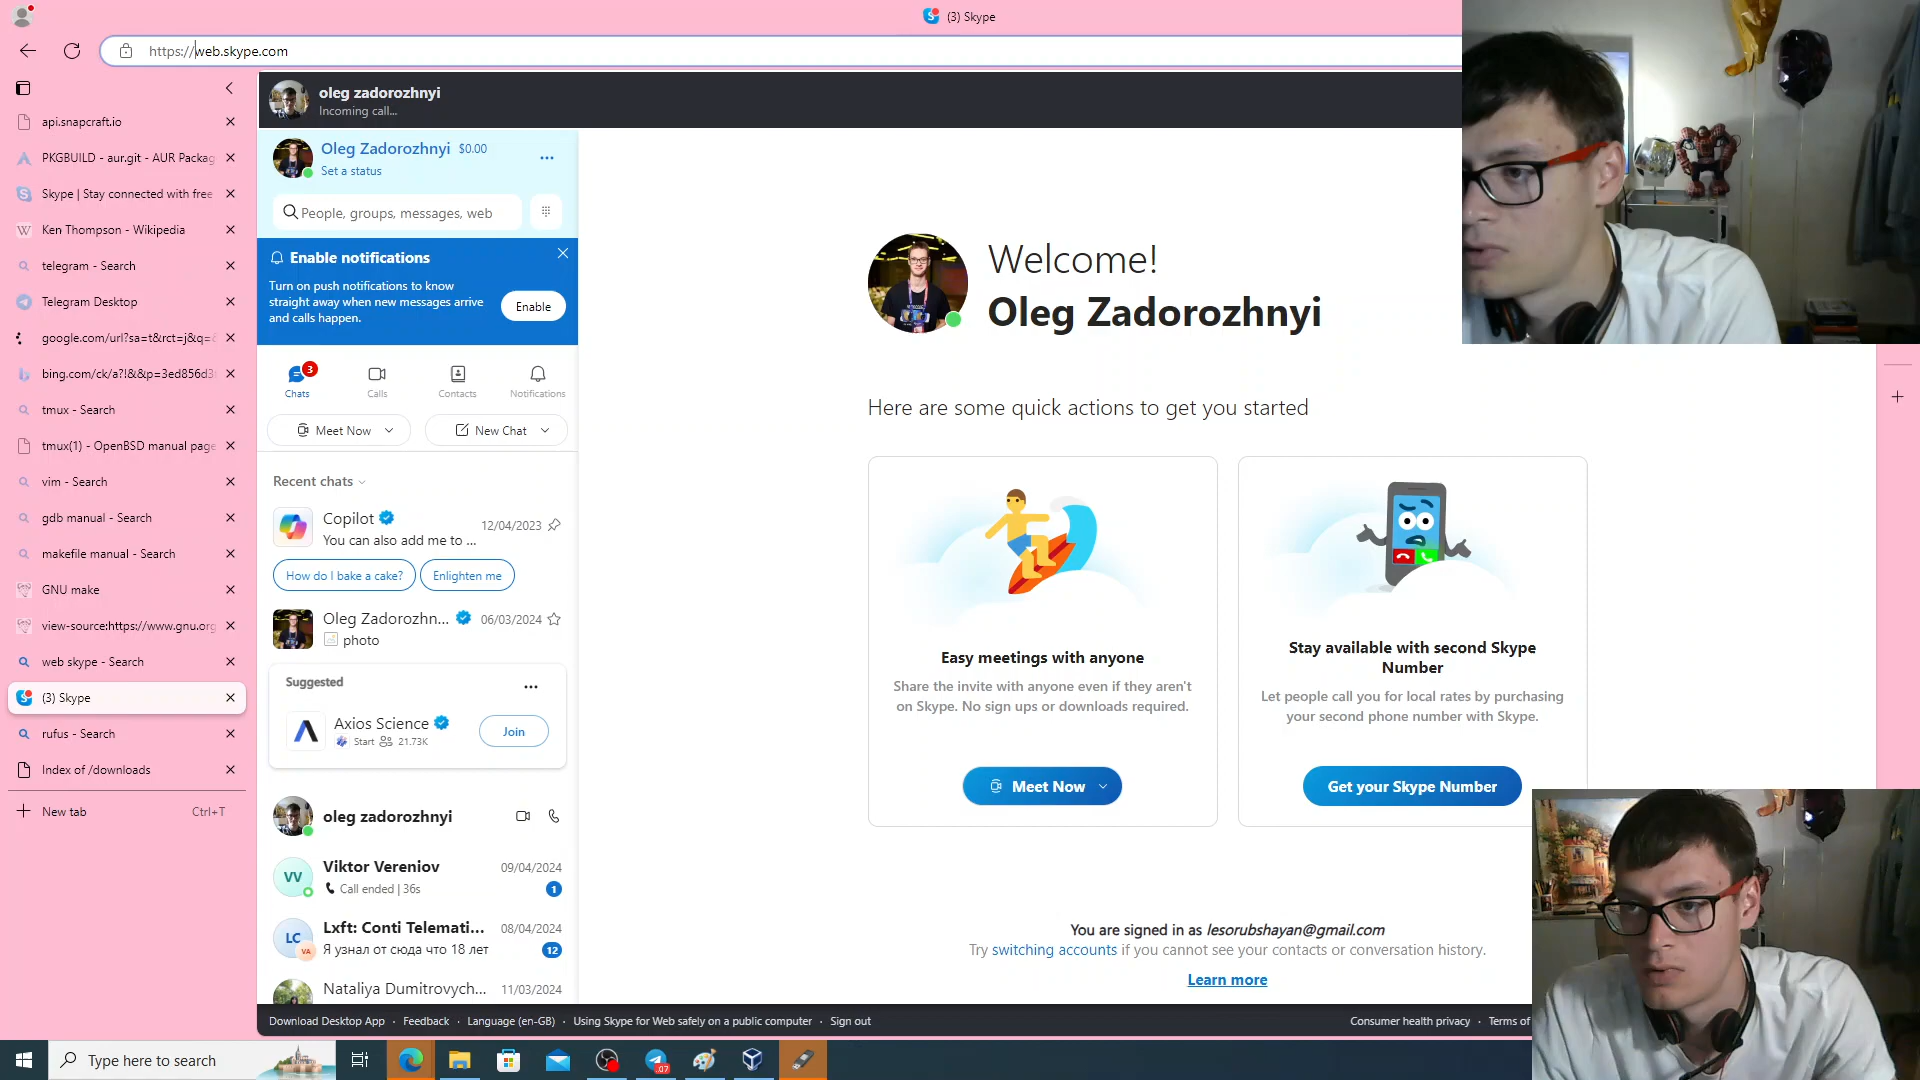 (3) Skype
https://web.skype.com
api.snapcraft.io
PKGBUILD - aur.git - AUR Packag
Skype | Stay connected with free
Ken Thompson - Wikipedia
telegram - Search
Telegram Desktop
google.com/url?sa=t&rct=j&q=&
bing.com/ck/a?!&&p=3ed856d3
tmux - Search
tmux(1) - OpenBSD manual page
vim - Search
gdb manual - Search
makefile manual - Search
GNU make
view-source:https://www.gnu.org
web skype - Search
(3) Skype
rufus - Search
Index of /downloads
New tab Ctrl+T
oleg zadorozhnyi
Incoming call...
Oleg Zadorozhnyi $0.00
Set a status
People, groups, messages, web
Enable notifications
Turn on push notifications to know
straight away when new messages arrive
and calls happen.
Enable
3
Chats Calls Contacts Notifications
Meet Now New Chat
Recent chats
Copilot 12/04/2023
You can also add me to ...
How do I bake a cake? Enlighten me
Oleg Zadorozhn... 06/03/2024
photo
Suggested
Axios Science
Start 21.73K
Join
oleg zadorozhnyi
VV
Viktor Vereniov 09/04/2024
Call ended | 36s 1
LC
VA
Lxft: Conti Telemati... 08/04/2024
Я узнал от сюда что 18 лет 12
Nataliya Dumitrovych... 11/03/2024
Welcome!
Oleg Zadorozhnyi
Here are some quick actions to get you started
Easy meetings with anyone
Share the invite with anyone even if they aren't
on Skype. No sign ups or downloads required.
Meet Now
Stay available with second Skype
Number
Let people call you for local rates by purchasing
your second phone number with Skype.
Get your Skype Number
You are signed in as lesorubshayan@gmail.com
Try switching accounts if you cannot see your contacts or conversation history.
Learn more
Download Desktop App · Feedback · Language (en-GB) · Using Skype for Web safely on a public computer · Sign out
Consumer health privacy · Terms of
Type here to search
.07